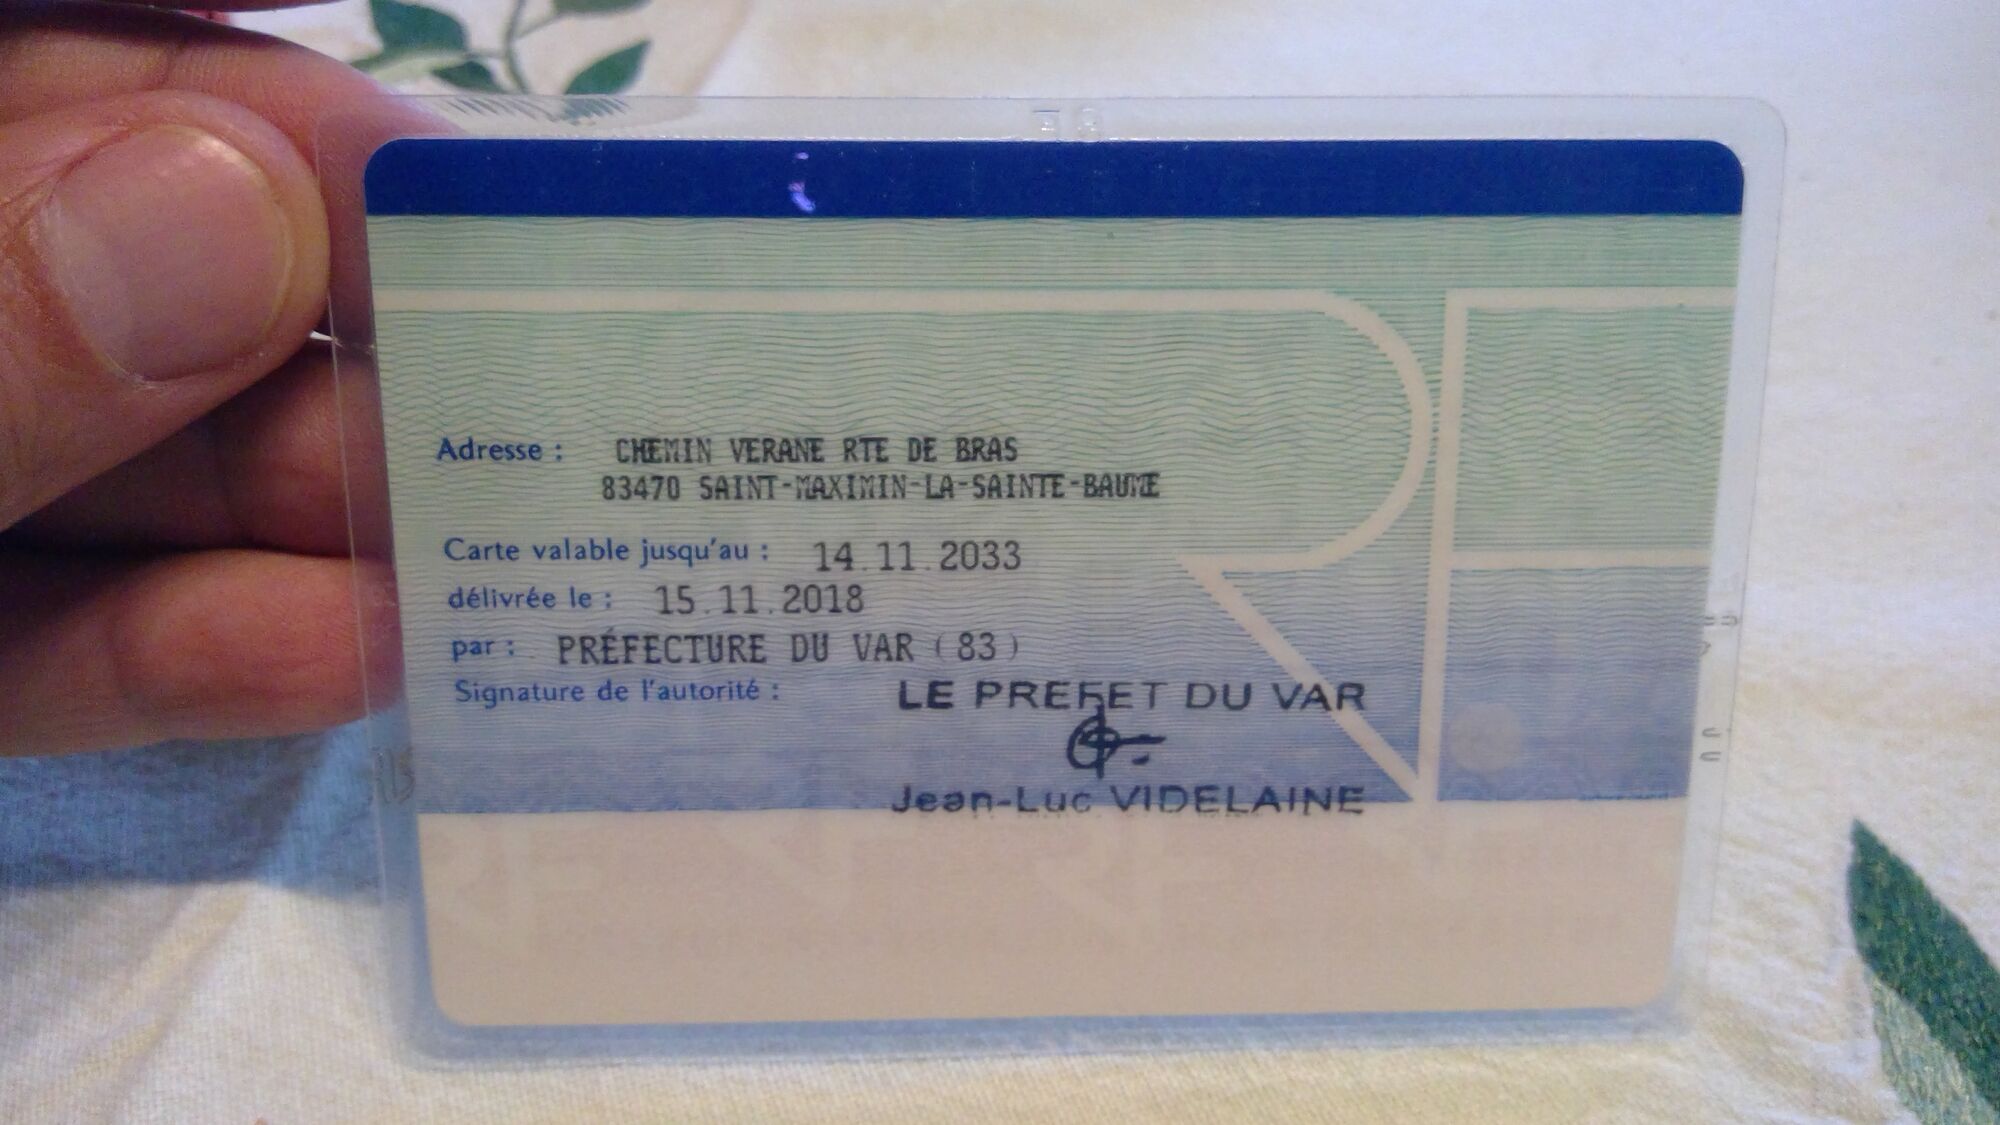 Adresse : CHEMIN VERANE RTE DE BRAS
83470 SAINT-MAXIMIN-LA-SAINTE-BAUME
Carte valable jusqu'au : 14.11.2033
délivrée le : 15.11.2018
par : PRÉFECTURE DU VAR (83)
Signature de l'autorité :
LE PREFET DU VAR
Jean-Luc VIDELAINE
RF